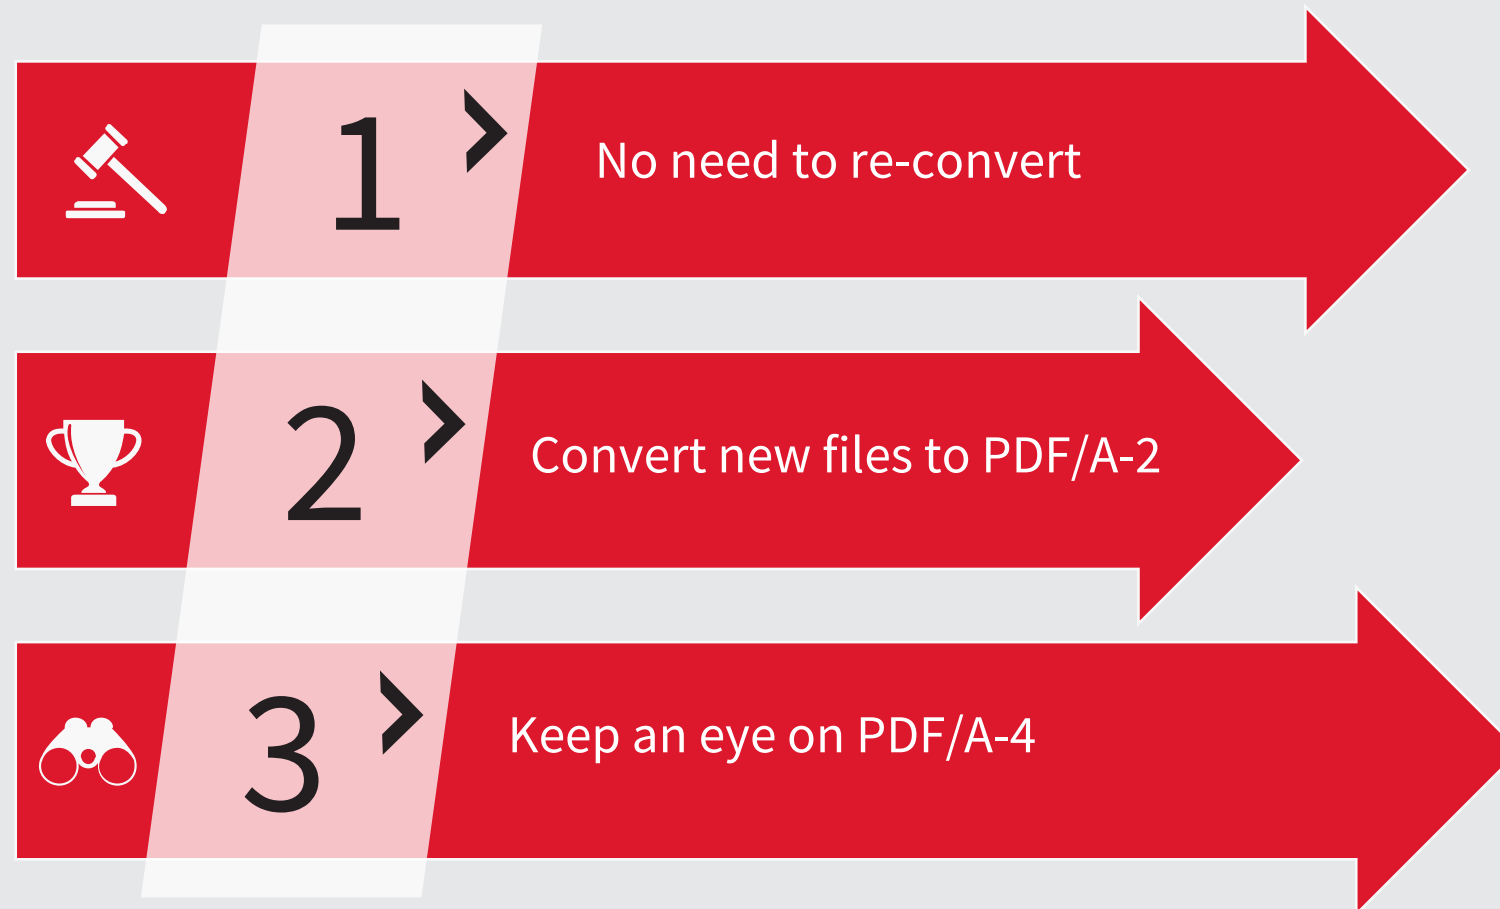 1 No need to re-convert
2 Convert new files to PDF/A-2
3 Keep an eye on PDF/A-4